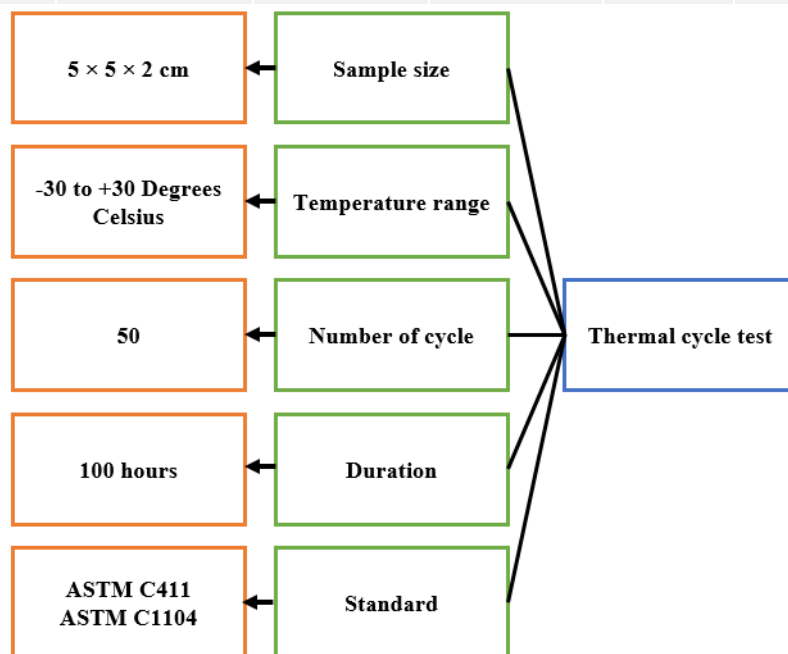 5 × 5 × 2 cm
Sample size
-30 to +30 Degrees
Celsius
Temperature range
50
Number of cycle
Thermal cycle test
100 hours
Duration
ASTM C411
ASTM C1104
Standard